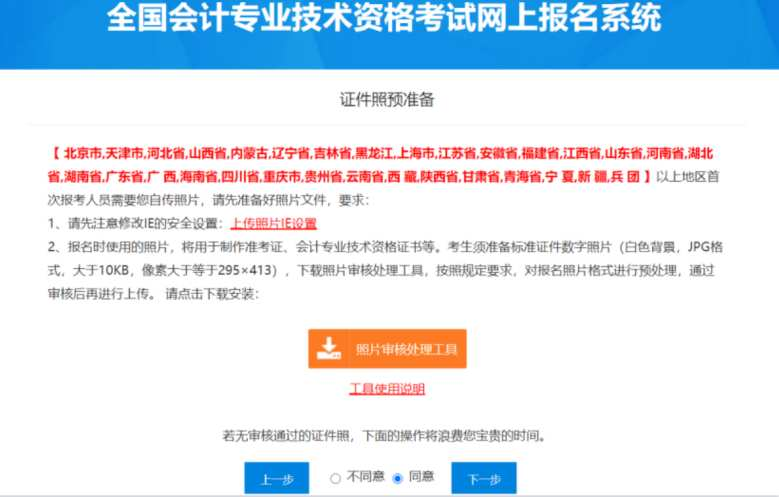 全国会计专业技术资格考试网上报名系统
证件照预准备
【 北京市,天津市,河北省,山西省,内蒙古,辽宁省,吉林省,黑龙江,上海市,江苏省,安徽省,福建省,江西省,山东省,河南省,湖北
省,湖南省,广东省,广 西,海南省,四川省,重庆市,贵州省,云南省,西 藏,陕西省,甘肃省,青海省,宁 夏,新 疆,兵 团 】以上地区首
次报考人员需要您自传照片，请先准备好照片文件，要求：
1、请先注意修改IE的安全设置：上传照片IE设置
2、报名时使用的照片，将用于制作准考证、会计专业技术资格证书等。考生须准备标准证件数字照片（白色背景，JPG格
式，大于10KB，像素大于等于295×413），下载照片审核处理工具，按照规定要求，对报名照片格式进行预处理，通过
审核后再进行上传。 请点击下载安装：
照片审核处理工具
工具使用说明
若无审核通过的证件照，下面的操作将浪费您宝贵的时间。
上一步 不同意 同意 下一步